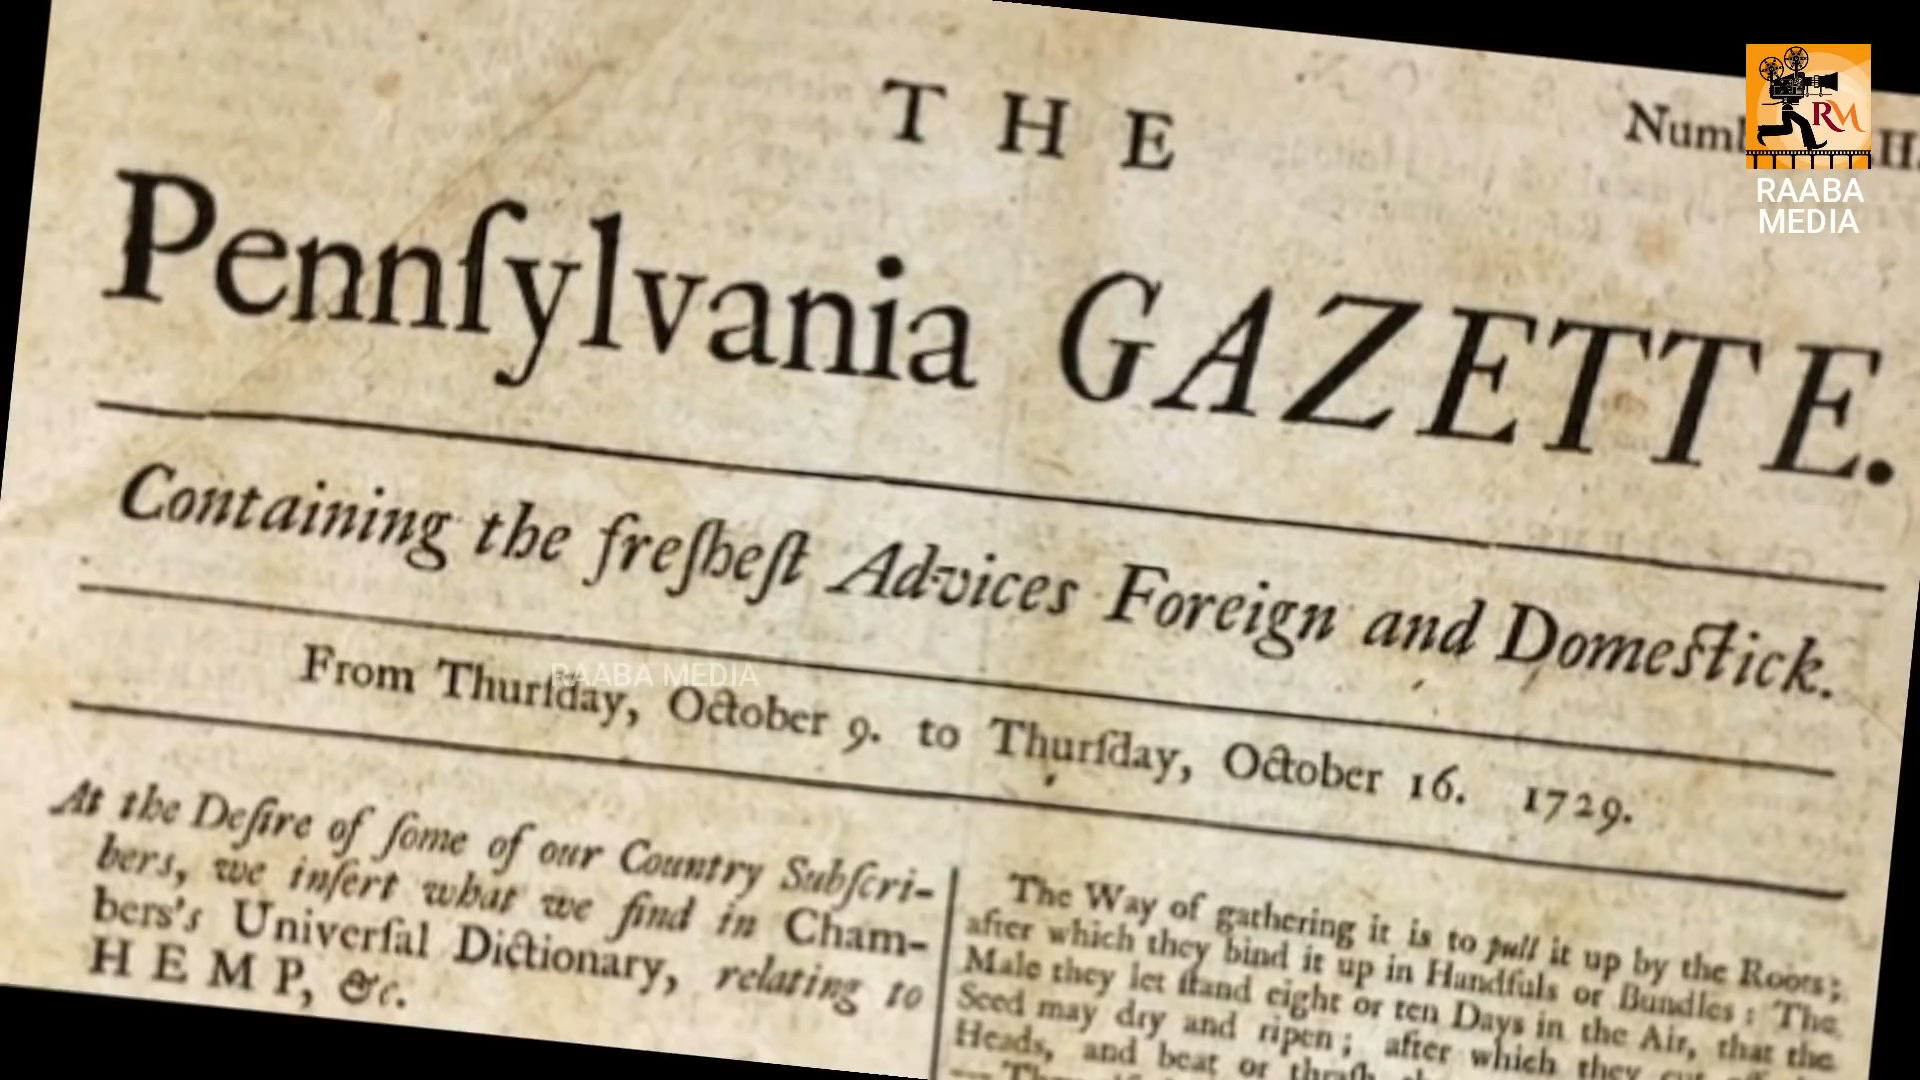 THE
Numb
H.
RM
RAABA
MEDIA
Pennſylvania GAZETTE.
Containing the freſheſt Advices Foreign and Domeſtick.
RAABA MEDIA
From Thurſday, October 9. to Thurſday, October 16. 1729.
At the Deſire of ſome of our Country Subſcri-
bers, we inſert what we find in Cham-
bers's Univerſal Dictionary, relating to
HEMP, &c.
The Way of gathering it is to pull it up by the Roots;
after which they bind it up in Handfuls or Bundles: The
Male they let ſtand eight or ten Days in the Air, that the
Seed may dry and ripen; after which they cut off
Heads, and beat or thraſh